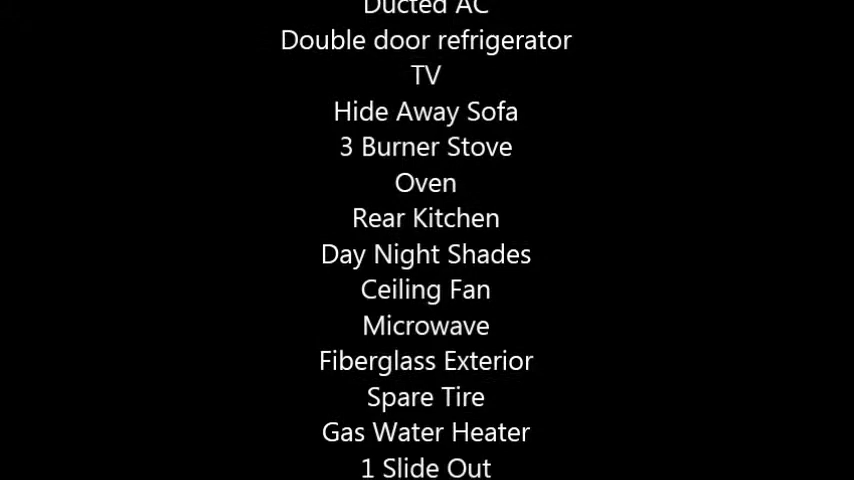 Ducted AC
Double door refrigerator
TV
Hide Away Sofa
3 Burner Stove
Oven
Rear Kitchen
Day Night Shades
Ceiling Fan
Microwave
Fiberglass Exterior
Spare Tire
Gas Water Heater
1 Slide Out